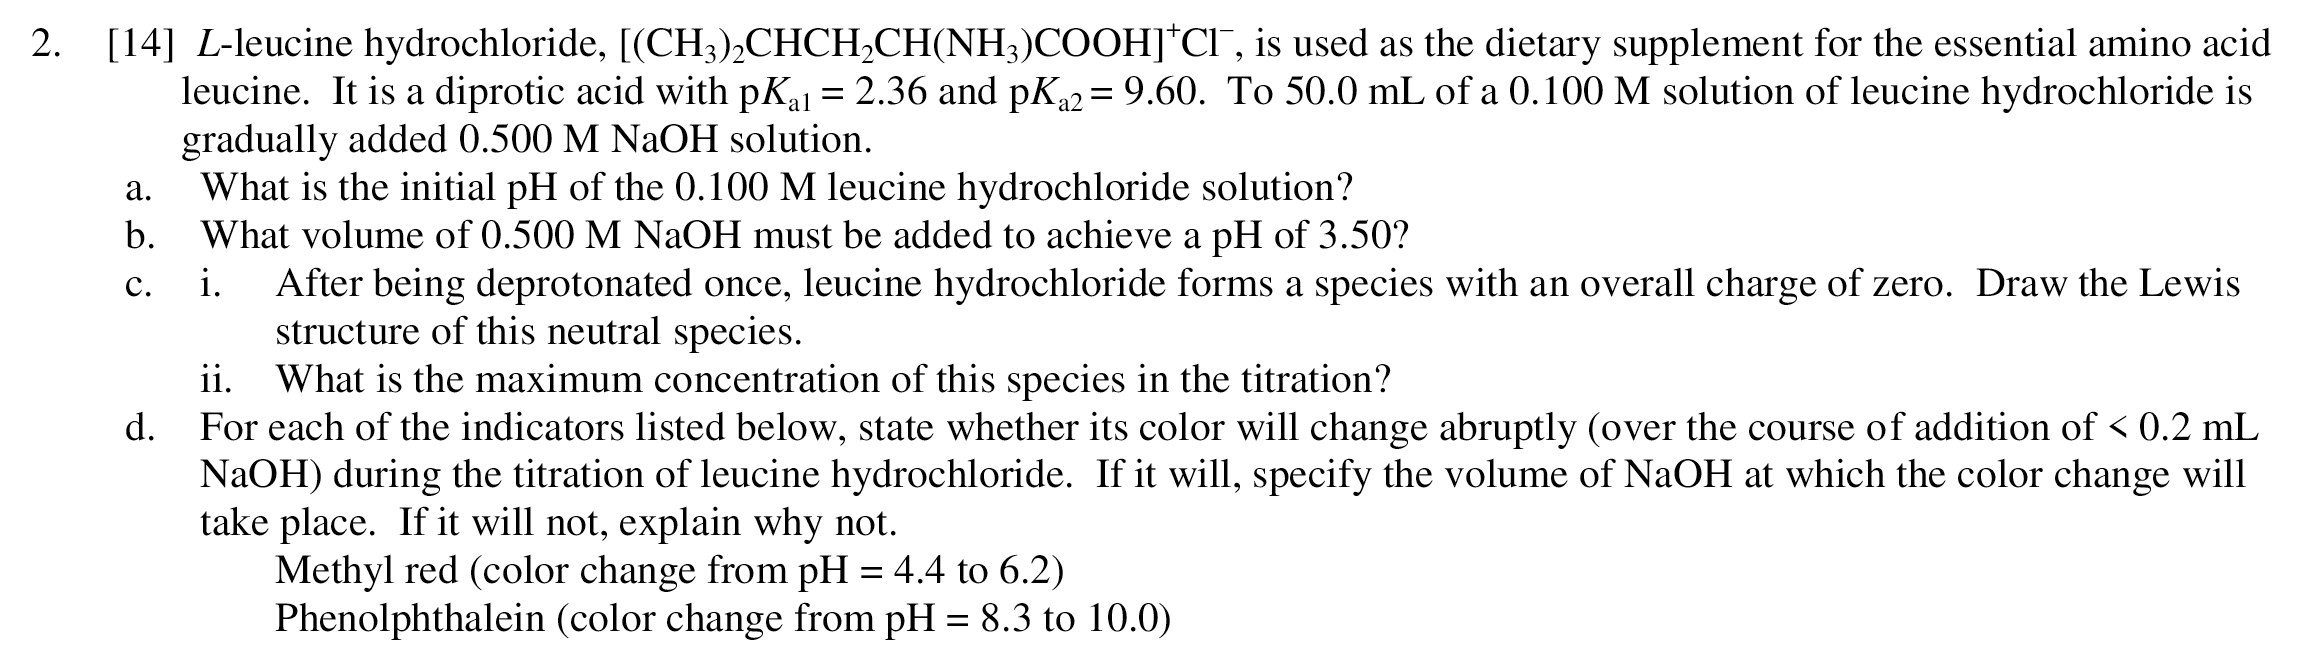 2. [14] L-leucine hydrochloride, [(CH₃)₂CHCH₂CH(NH₃)COOH]⁺Cl⁻, is used as the dietary supplement for the essential amino acid
leucine. It is a diprotic acid with pKₐ₁ = 2.36 and pKₐ₂ = 9.60. To 50.0 mL of a 0.100 M solution of leucine hydrochloride is
gradually added 0.500 M NaOH solution.
a. What is the initial pH of the 0.100 M leucine hydrochloride solution?
b. What volume of 0.500 M NaOH must be added to achieve a pH of 3.50?
c. i. After being deprotonated once, leucine hydrochloride forms a species with an overall charge of zero. Draw the Lewis
structure of this neutral species.
ii. What is the maximum concentration of this species in the titration?
d. For each of the indicators listed below, state whether its color will change abruptly (over the course of addition of < 0.2 mL
NaOH) during the titration of leucine hydrochloride. If it will, specify the volume of NaOH at which the color change will
take place. If it will not, explain why not.
Methyl red (color change from pH = 4.4 to 6.2)
Phenolphthalein (color change from pH = 8.3 to 10.0)